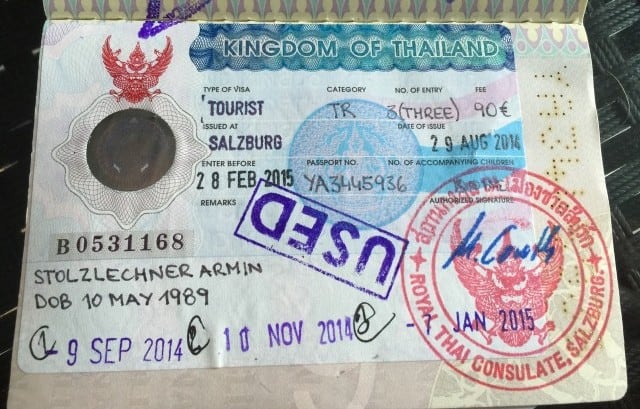 KINGDOM OF THAILAND
TYPE OF VISA CATEGORY NO. OF ENTRY FEE
TOURIST TR 3(THREE) 90€
ISSUED AT DATE OF ISSUE
SALZBURG 29 AUG 2014
ENTER BEFORE PASSPORT NO. NO. OF ACCOMPANYING CHILDREN
28 FEB 2015 YA3445936
REMARKS AUTHORIZED SIGNATURE
USED
B0531168
STOLZLECHNER ARMIN
DOB 10 MAY 1989
1 - 9 SEP 2014 2 10 NOV 2014 3 - 7 JAN 2015
ROYAL THAI CONSULATE, SALZBURG.